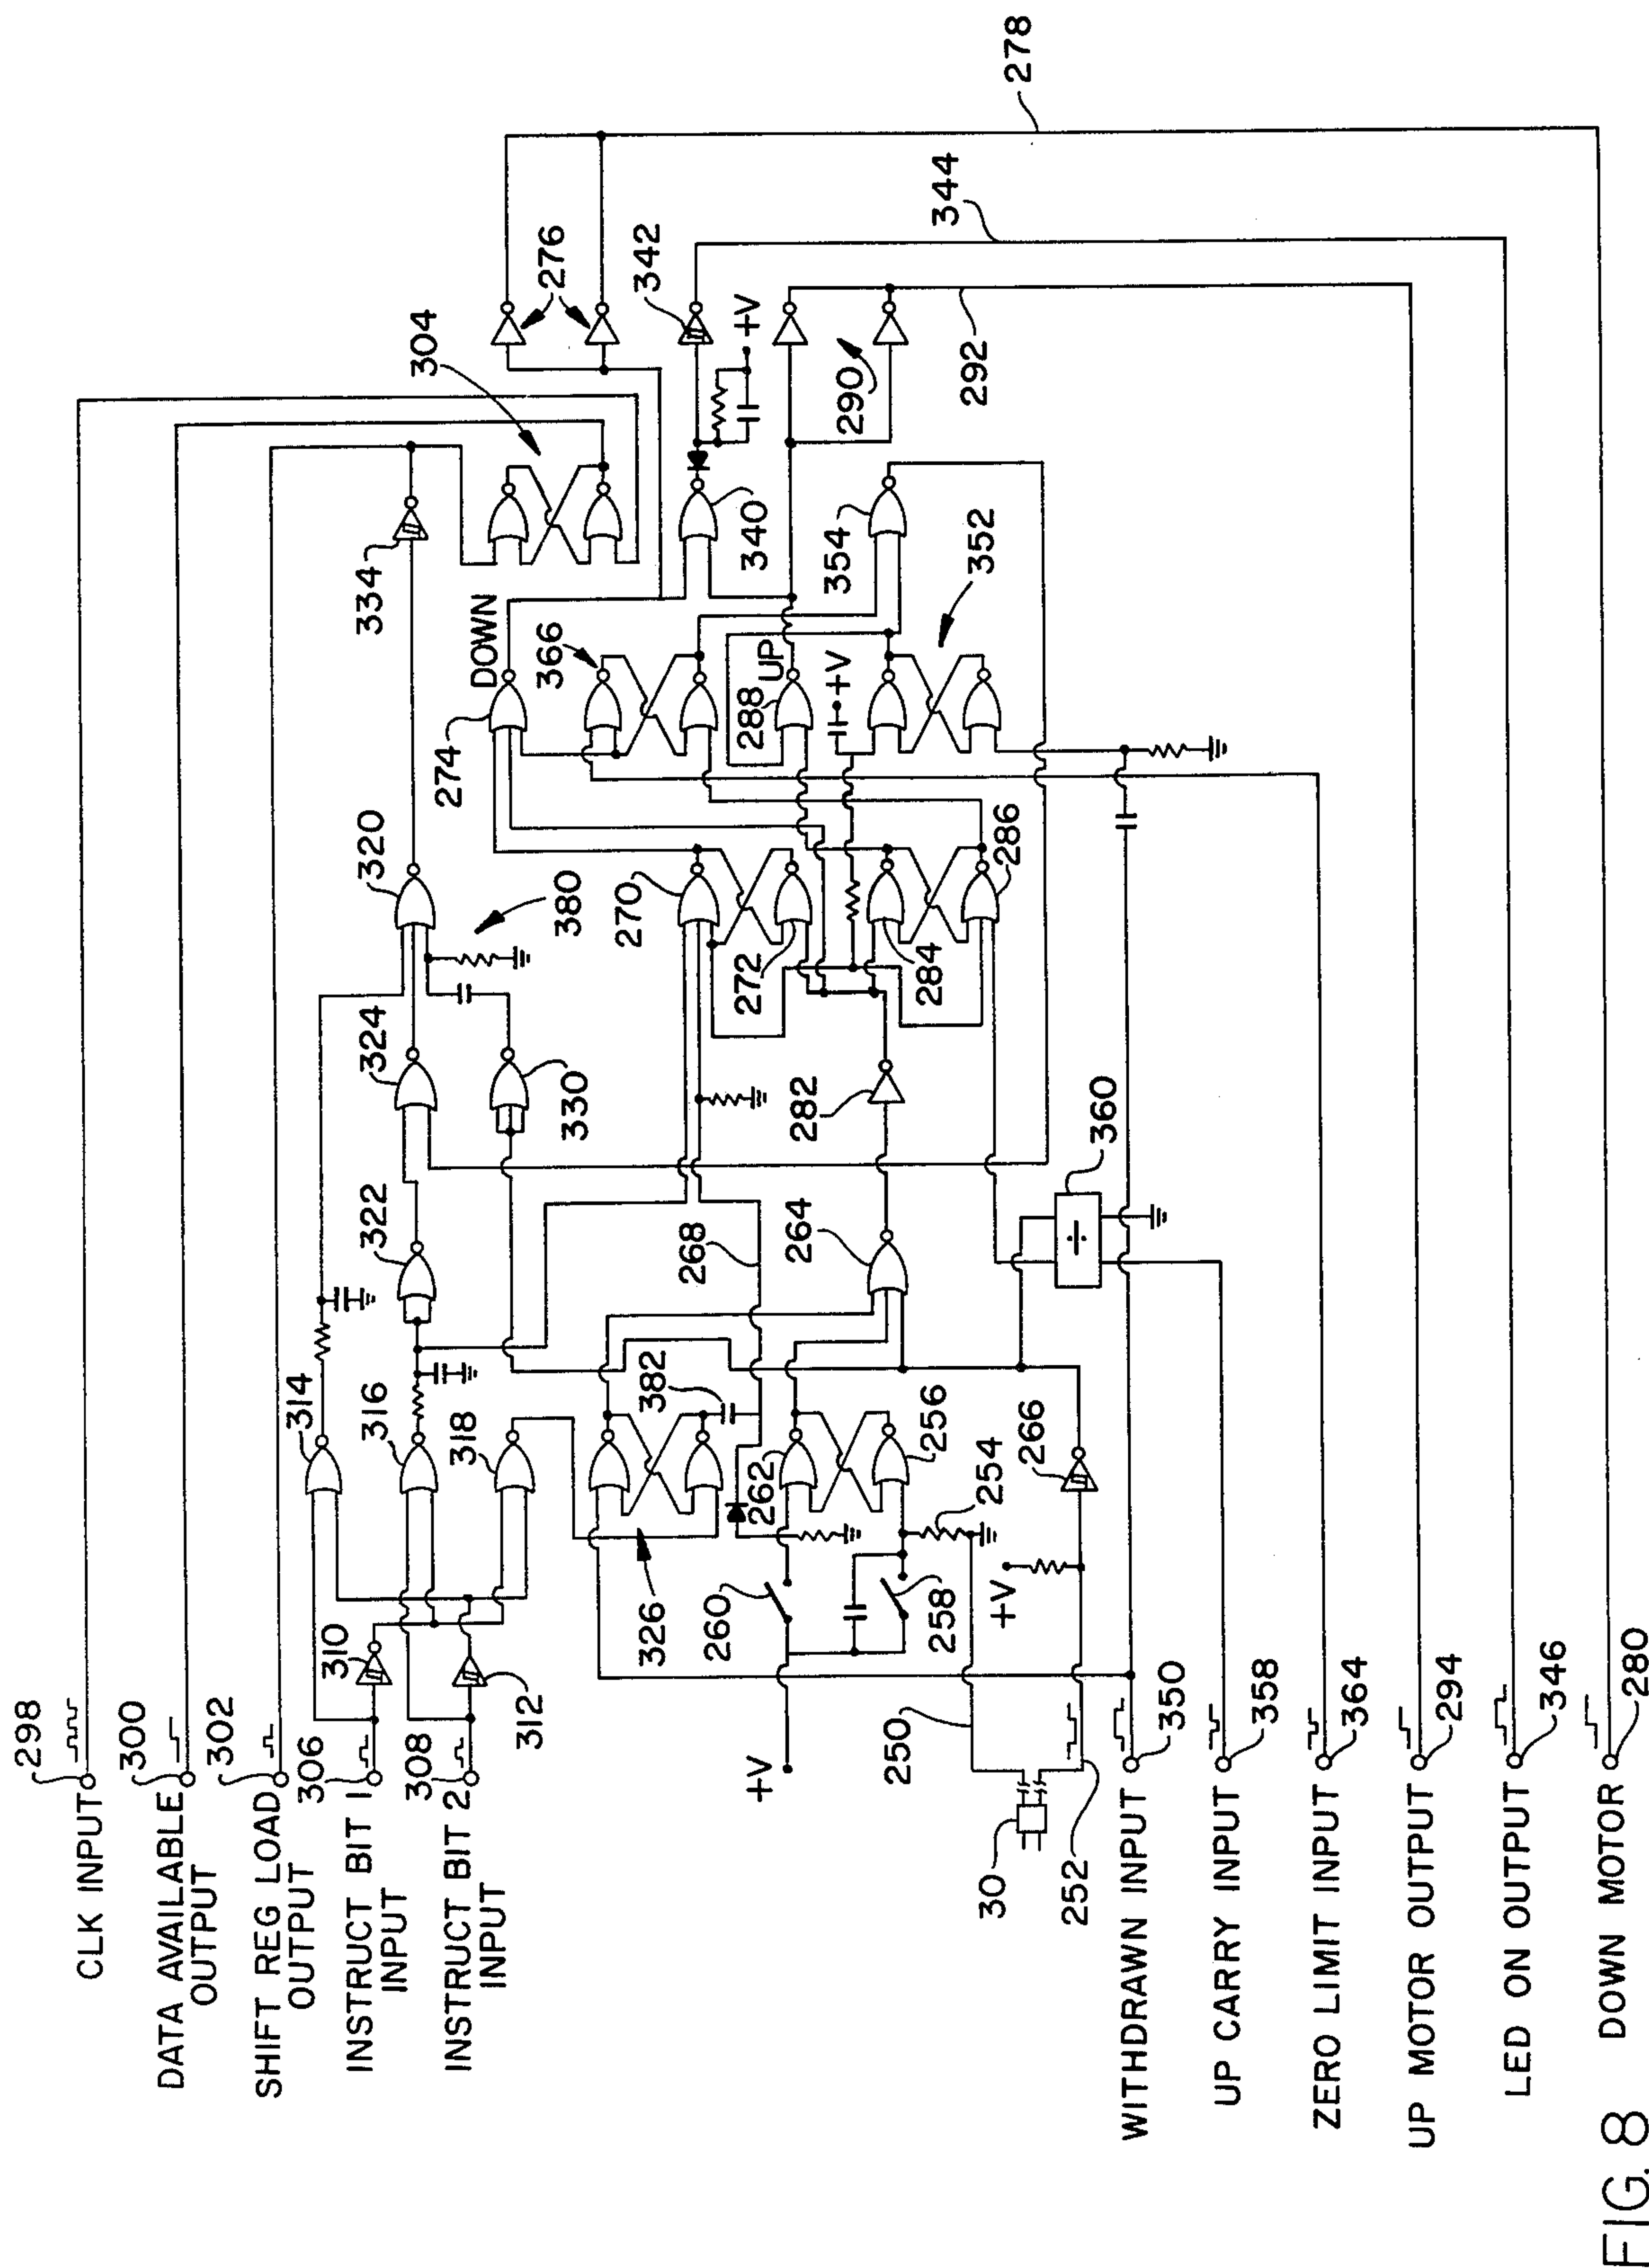 CLK INPUT
298
DATA AVAILABLE
OUTPUT
300
SHIFT REG LOAD
OUTPUT
302
INSTRUCT BIT 1
INPUT
306
INSTRUCT BIT 2
INPUT
308
310
312
314
316
318
322
324
320
330
380
334
304
276
278
326
382
268
270
272
274
DOWN
366
340
342
+V
344
+V
260
262
256
258
254
264
282
284
286
288
UP
+V
290
292
354
352
250
30
252
+V
266
360
WITHDRAWN INPUT
350
UP CARRY INPUT
358
ZERO LIMIT INPUT
364
UP MOTOR OUTPUT
294
LED ON OUTPUT
346
DOWN MOTOR
280
FIG. 8